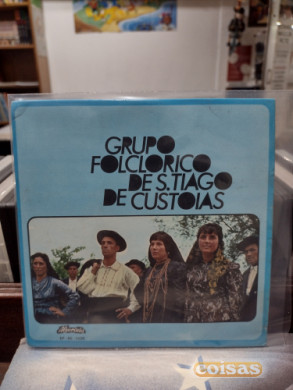 GRUPO
FOLCLORICO
DE S.TIAGO
DE CUSTOIAS
coisas